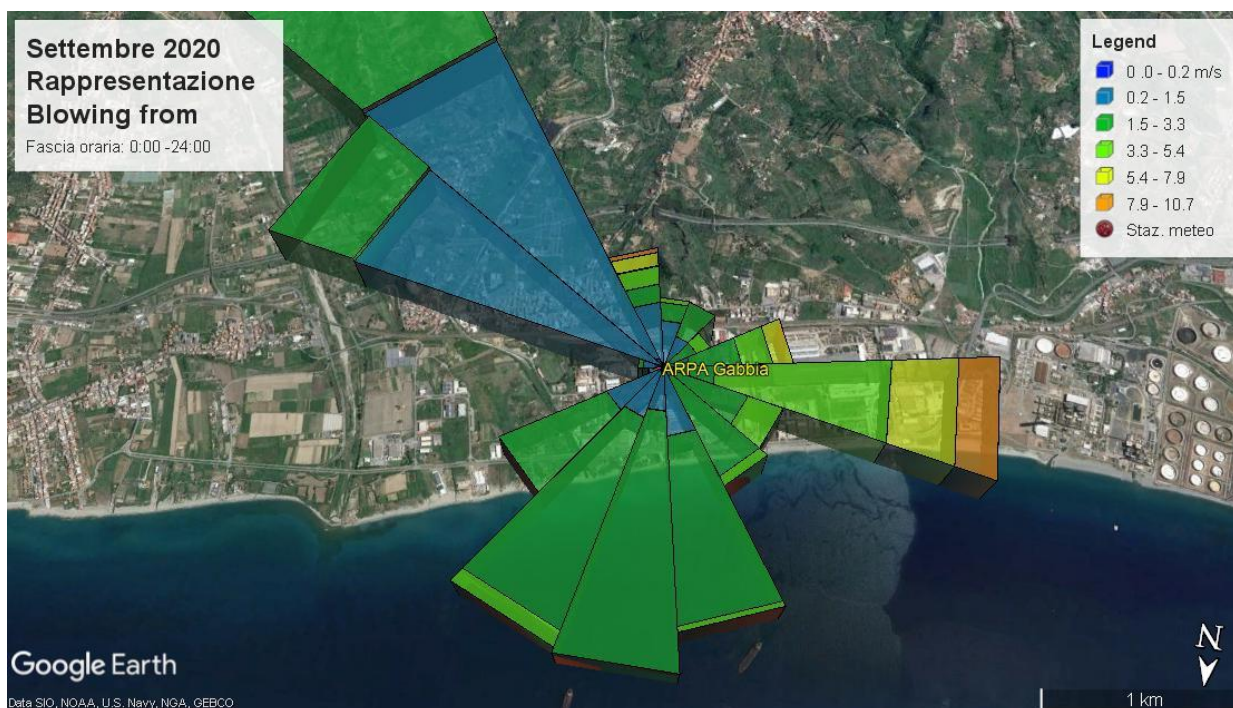 Settembre 2020
Rappresentazione
Blowing from
Fascia oraria: 0:00 -24:00
Legend
0 .0 - 0.2 m/s
0.2 - 1.5
1.5 - 3.3
3.3 - 5.4
5.4 - 7.9
7.9 - 10.7
Staz. meteo
ARPA Gabbia
N
Google Earth
Data SIO, NOAA, U.S. Navy, NGA, GEBCO
1 km